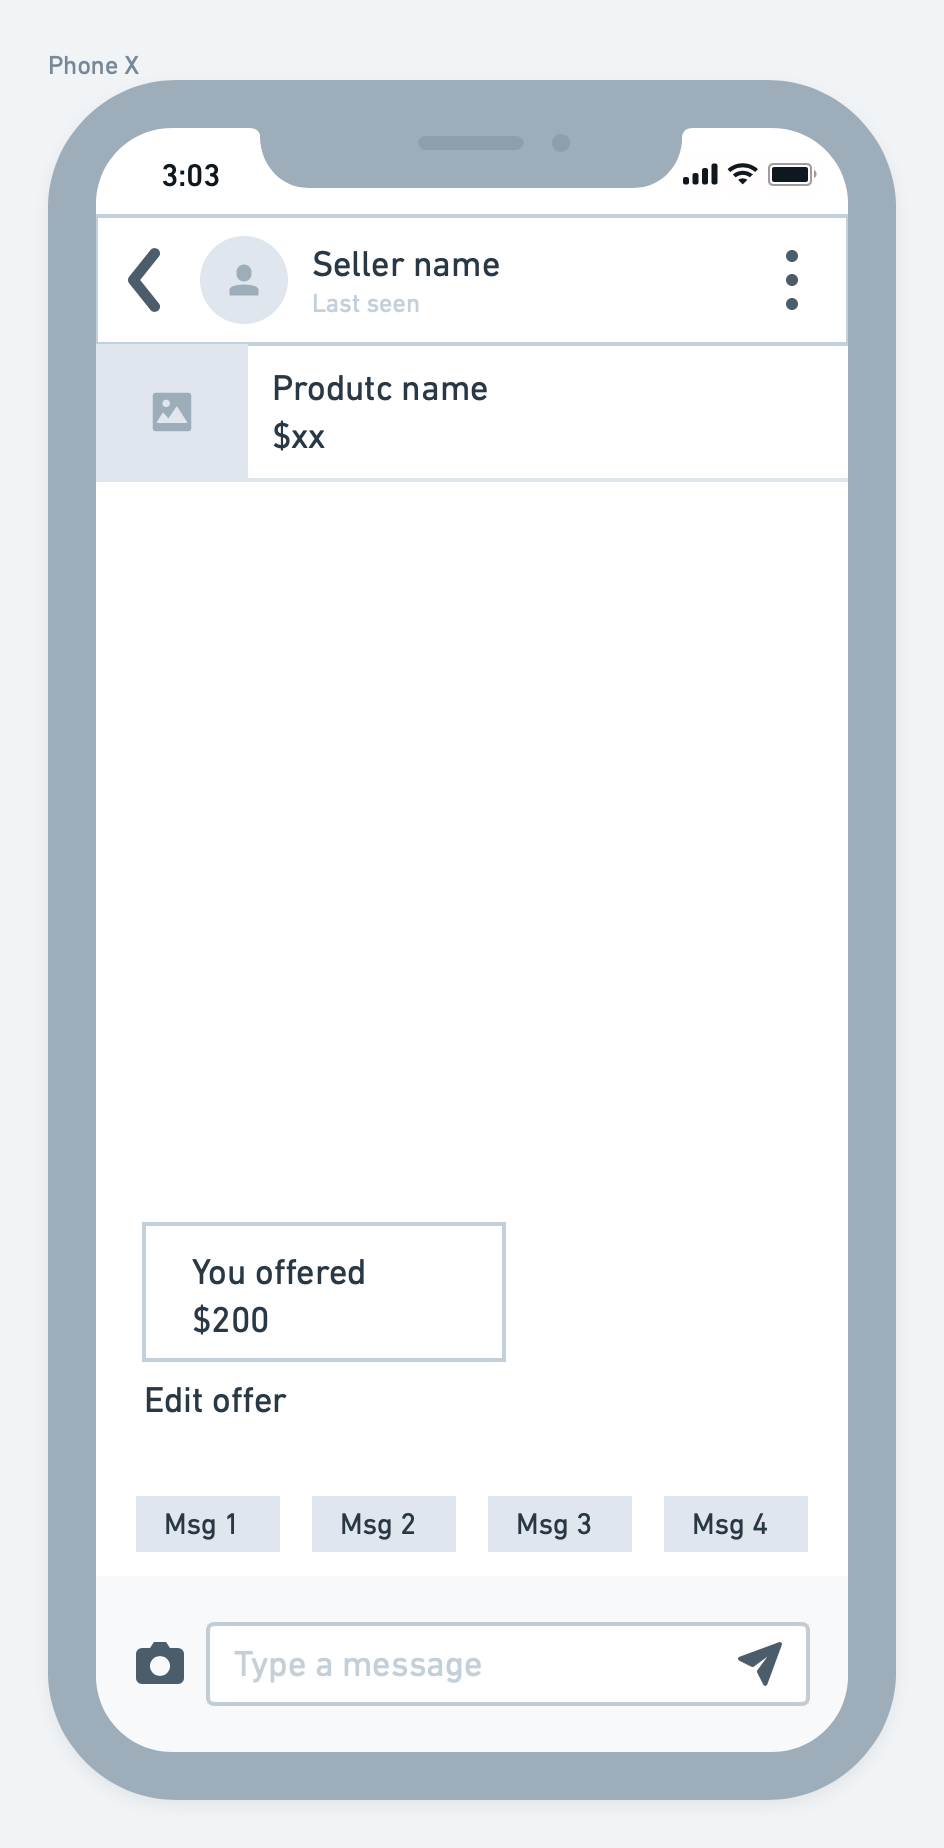 Phone X
3:03
Seller name
Last seen
Produtc name
$xx
You offered
$200
Edit offer
Msg 1 Msg 2 Msg 3 Msg 4
Type a message